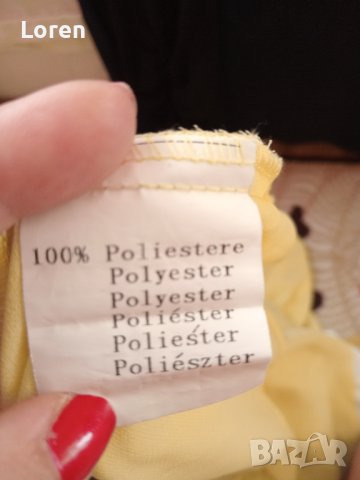 Loren
100% Poliestere
Polyester
Polyester
Poliéster
Poliester
Poliészter
BAZAR